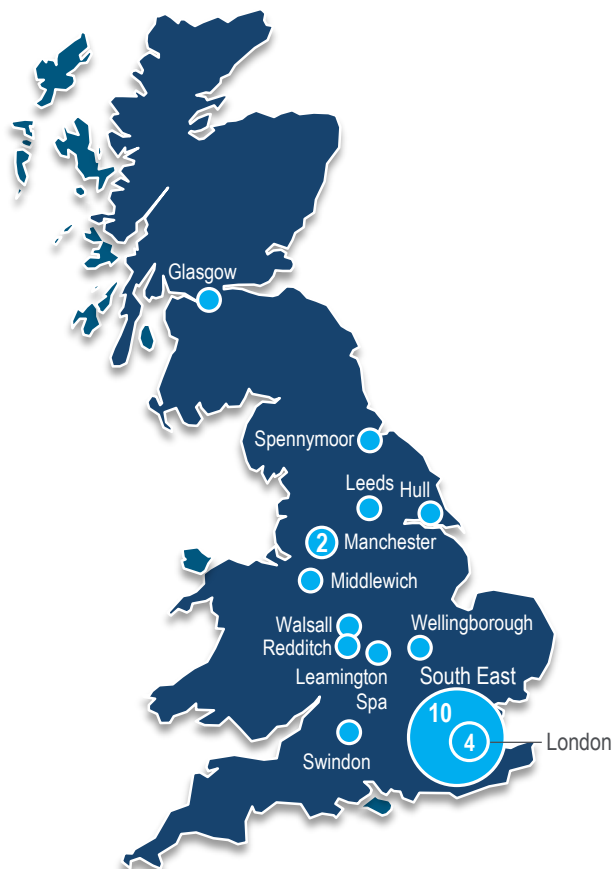 Glasgow
Spennymoor
Leeds
Hull
2
Manchester
Middlewich
Walsall
Redditch
Wellingborough
Leamington
Spa
South East
10
4
London
Swindon